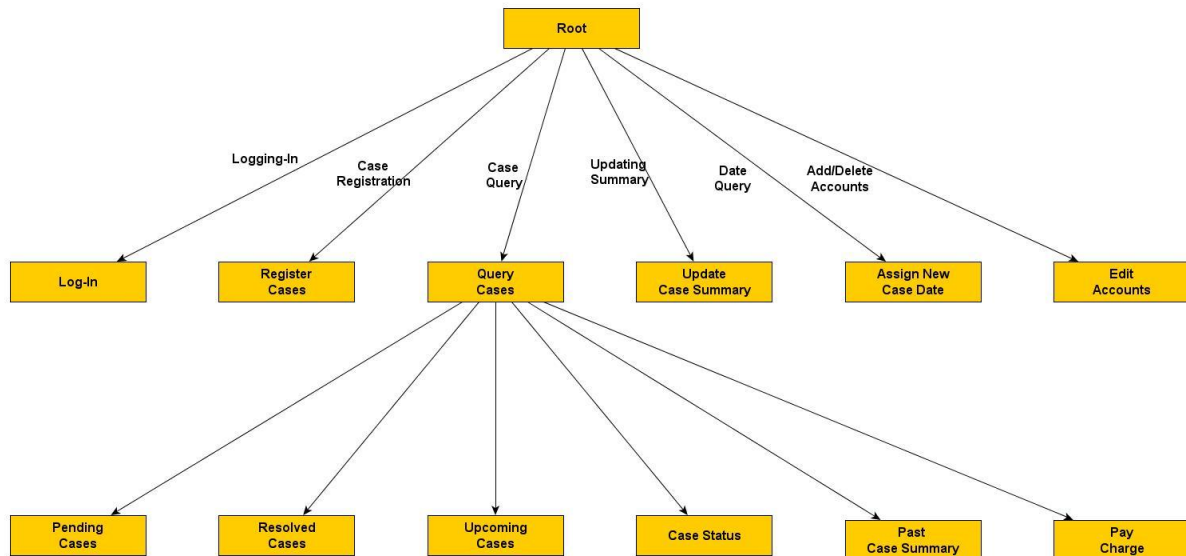 Root
Logging-In
Case
Registration
Case
Query
Updating
Summary
Date
Query
Add/Delete
Accounts
Log-In
Register
Cases
Query
Cases
Update
Case Summary
Assign New
Case Date
Edit
Accounts
Pending
Cases
Resolved
Cases
Upcoming
Cases
Case Status
Past
Case Summary
Pay
Charge